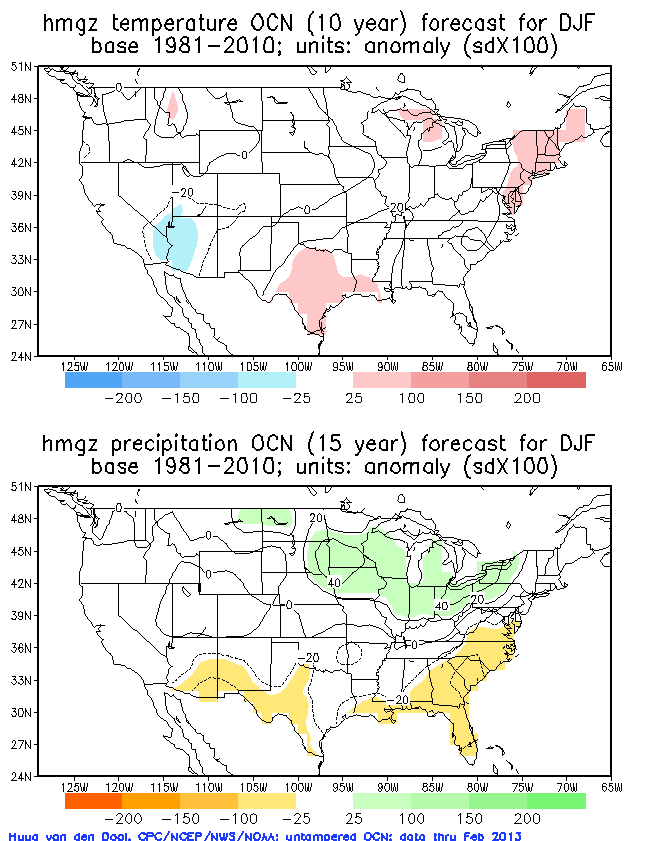 hmgz temperature OCN (10 year) forecast for DJF
base 1981-2010; units: anomaly (sdX100)
51N
48N
45N
42N
39N
36N
33N
30N
27N
24N
0
0
-20
0
20
125W 120W 115W 110W 105W 100W 95W 90W 85W 80W 75W 70W 65W
-200 -150 -100 -25 25 100 150 200
hmgz precipitation OCN (15 year) forecast for DJF
base 1981-2010; units: anomaly (sdX100)
51N
48N
45N
42N
39N
36N
33N
30N
27N
24N
0
20
0
0
40
0
40
20
0
-20
-20
125W 120W 115W 110W 105W 100W 95W 90W 85W 80W 75W 70W 65W
-200 -150 -100 -25 25 100 150 200
Huug van den Dool, CPC/NCEP/NWS/NOAA; untampered OCN; data thru Feb 2013